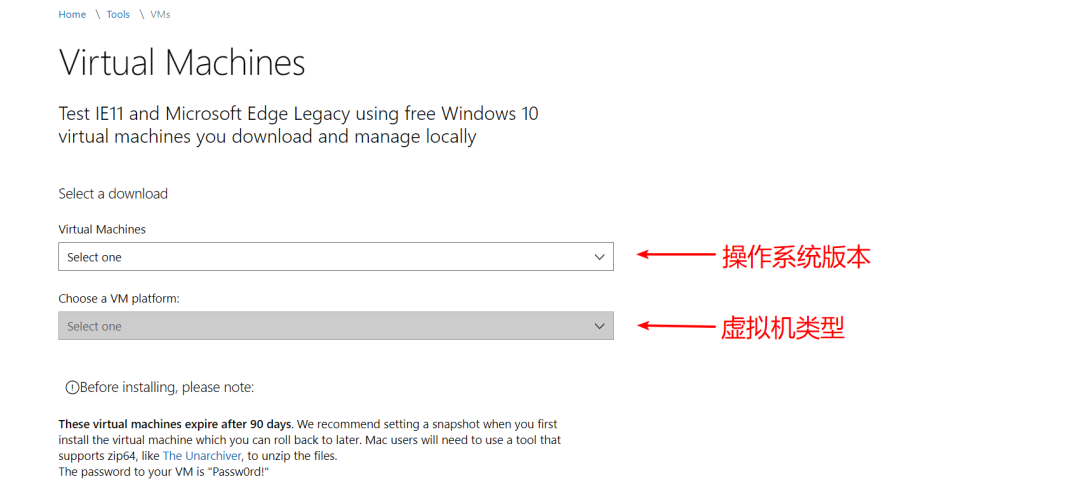 Home \ Tools \ VMs
Virtual Machines
Test IE11 and Microsoft Edge Legacy using free Windows 10
virtual machines you download and manage locally
Select a download
Virtual Machines
Select one
操作系统版本
Choose a VM platform:
Select one
虚拟机类型
Before installing, please note:
These virtual machines expire after 90 days. We recommend setting a snapshot when you first
install the virtual machine which you can roll back to later. Mac users will need to use a tool that
supports zip64, like The Unarchiver, to unzip the files.
The password to your VM is "Passw0rd!"